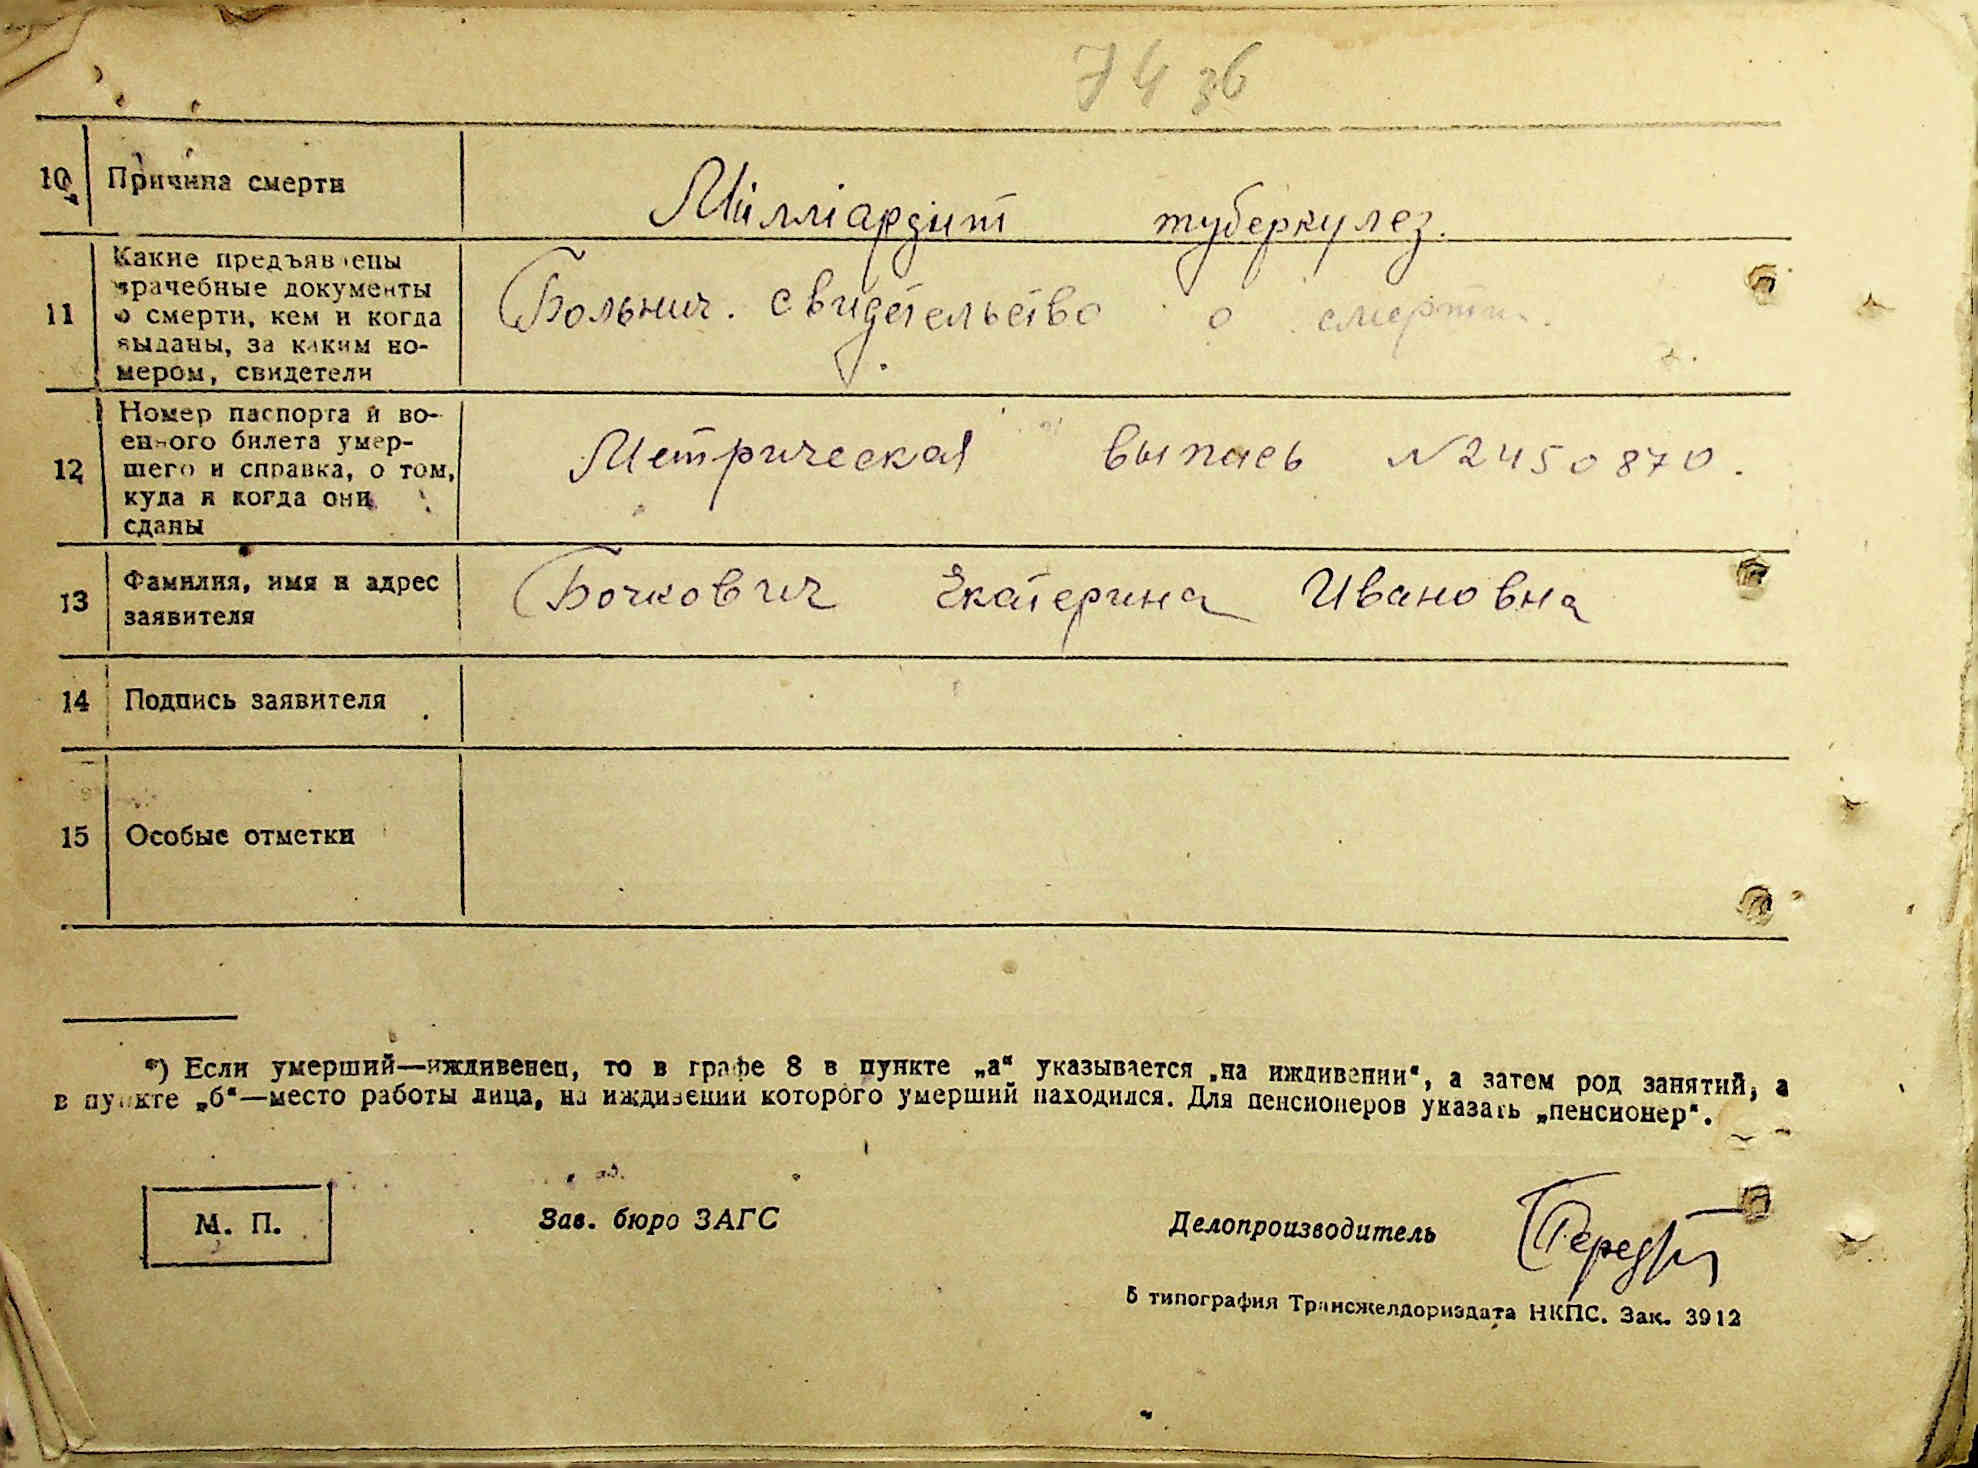 74 зв
10 Причина смерти
туберкулез.
11 Какие предъявлены
врачебные документы
о смерти, кем и когда
выданы, за каким но-
мером, свидетели
Больнич. свидетельство о смерти.
12 Номер паспорта и во-
енного билета умер-
шего и справка, о том,
куда и когда они
сданы
Метрическая выпись №2450870.
13 Фамилия, имя и адрес
заявителя
Бочкович Екатерина Ивановна
14 Подпись заявителя
15 Особые отметки
*) Если умерший—иждивенец, то в графе 8 в пункте „а“ указывается „на иждивении“, а затем род занятий, а
в пункте „б“—место работы лица, на иждивении которого умерший находился. Для пенсионеров указать „пенсионер“.
М. П.
Зав. бюро ЗАГС
Делопроизводитель
5 типография Трансжелдориздата НКПС. Зак. 3912